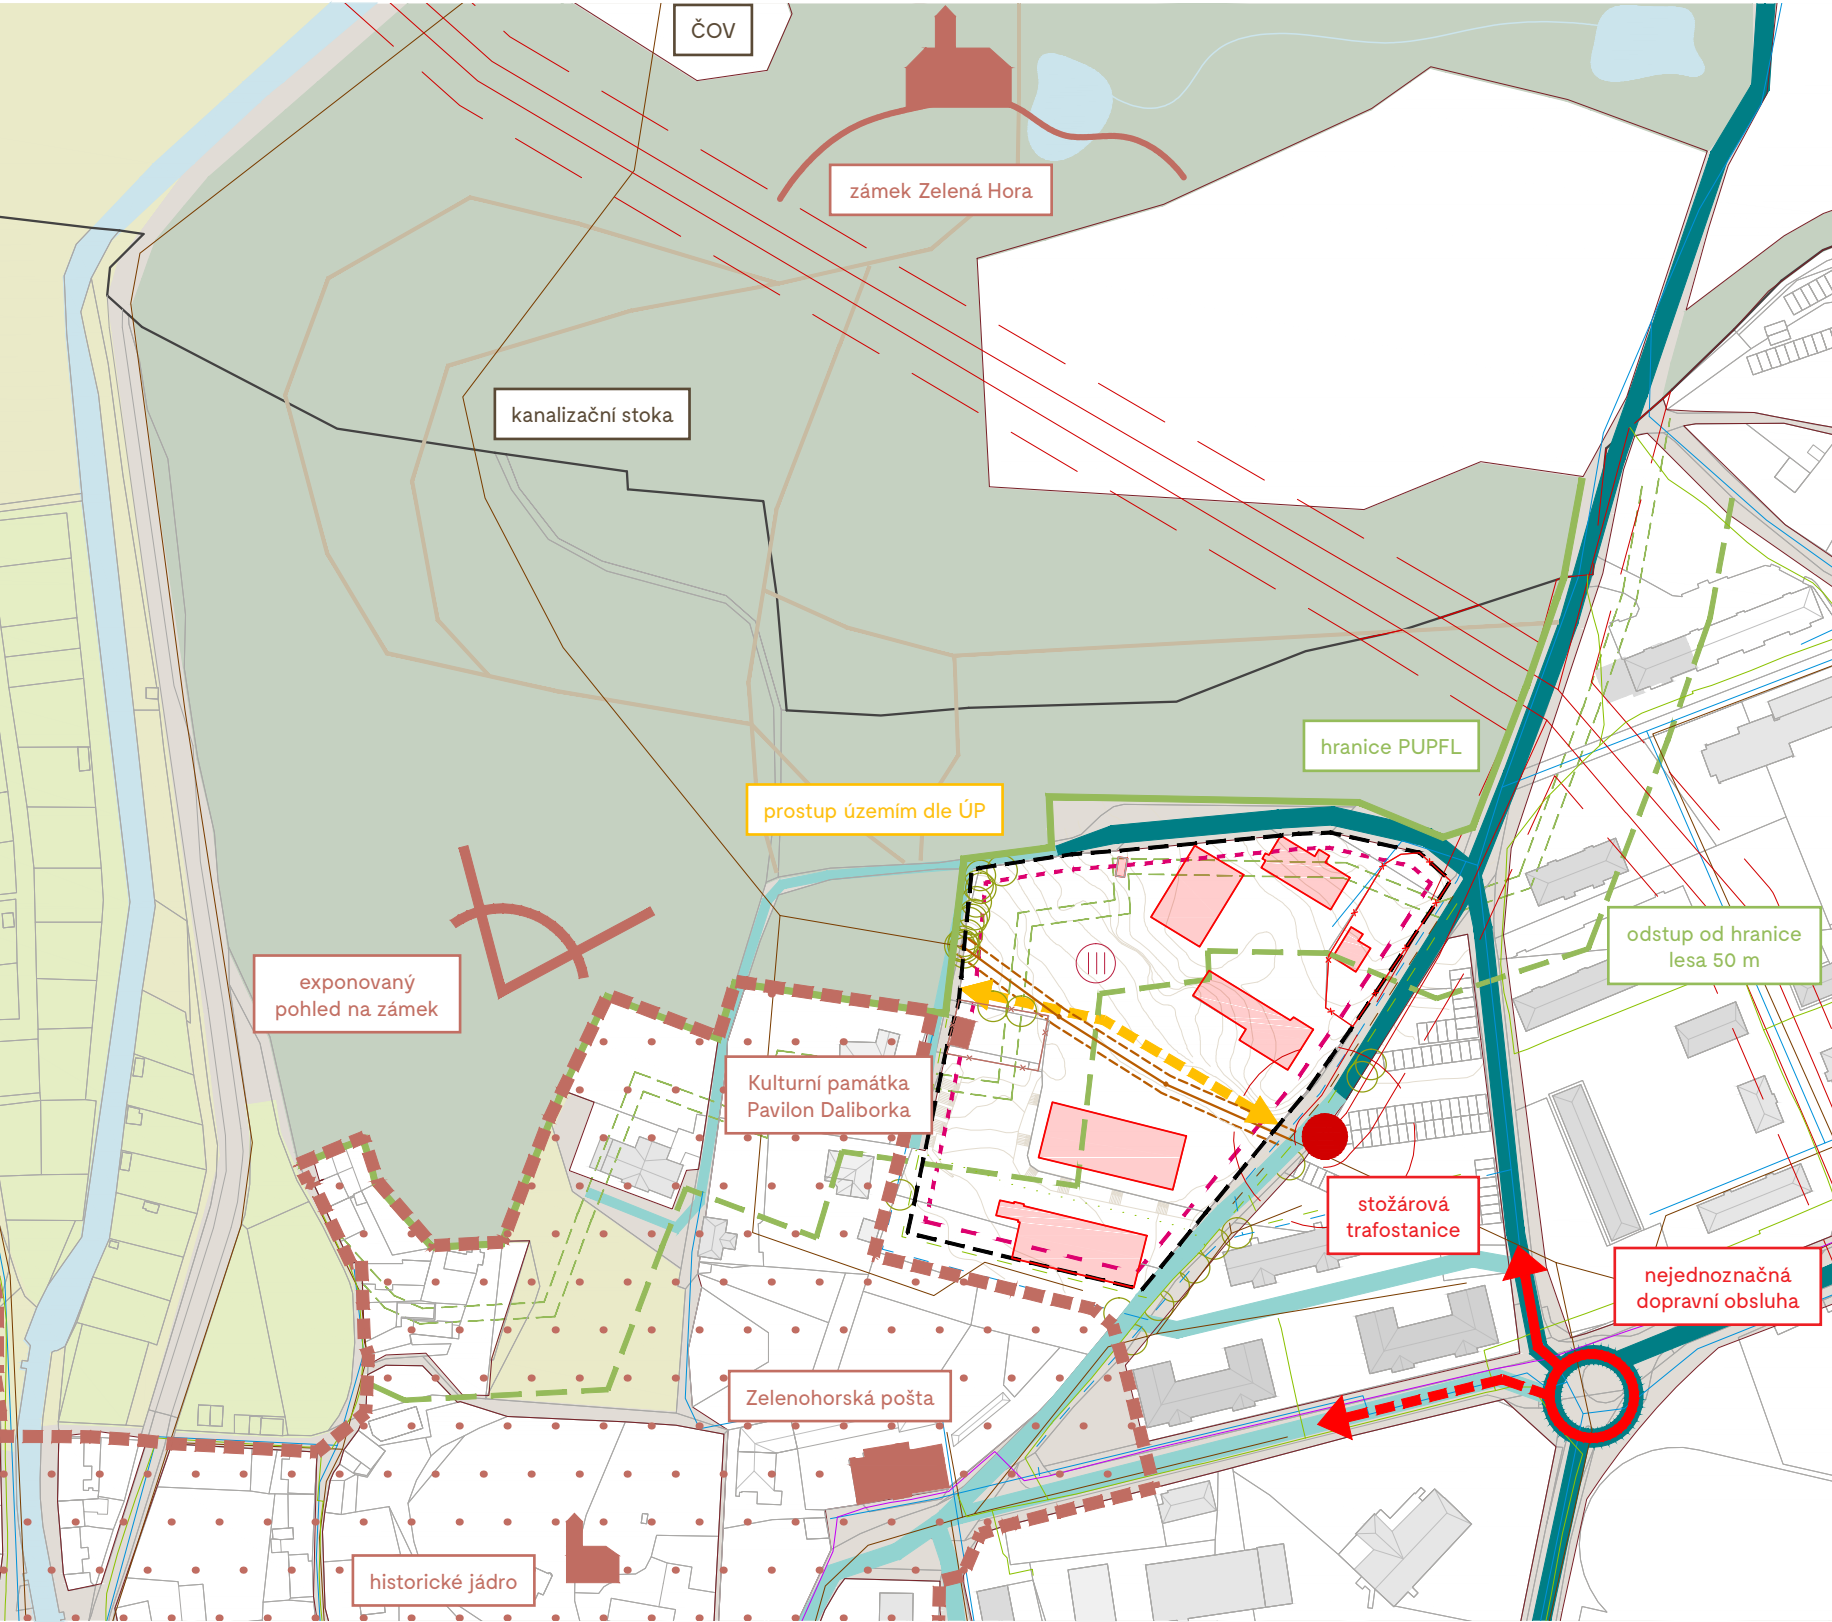 ČOV
zámek Zelená Hora
kanalizační stoka
hranice PUPFL
prostup územím dle ÚP
odstup od hranice
lesa 50 m
exponovaný
pohled na zámek
Kulturní památka
Pavilon Daliborka
stožárová
trafostanice
nejednoznačná
dopravní obsluha
Zelenohorská pošta
historické jádro